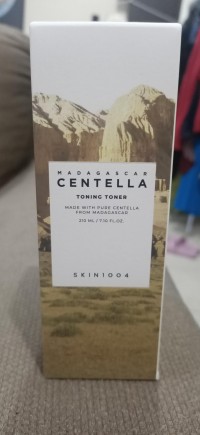 MADAGASCAR
CENTELLA
TONING TONER
MADE WITH PURE CENTELLA
FROM MADAGASCAR
210 mL / 7.10 FL.OZ.
SKIN1004